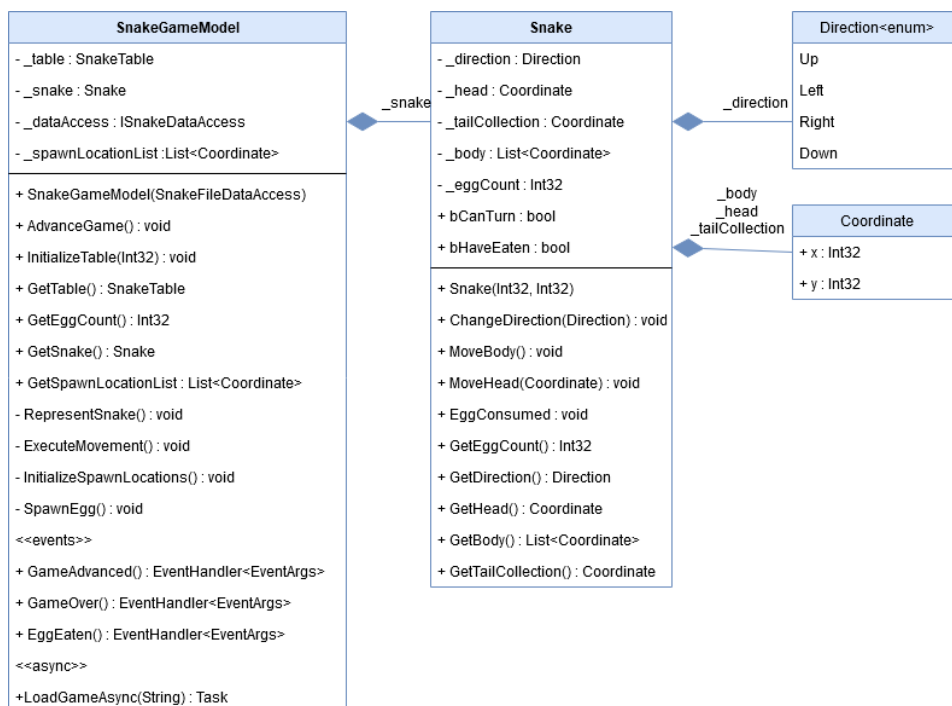 SnakeGameModel
- _table : SnakeTable
- _snake : Snake
- _dataAccess : ISnakeDataAccess
- _spawnLocationList :List<Coordinate>
+ SnakeGameModel(SnakeFileDataAccess)
+ AdvanceGame() : void
+ InitializeTable(Int32) : void
+ GetTable() : SnakeTable
+ GetEggCount() : Int32
+ GetSnake() : Snake
+ GetSpawnLocationList : List<Coordinate>
- RepresentSnake() : void
- ExecuteMovement() : void
- InitializeSpawnLocations() : void
- SpawnEgg() : void
<<events>>
+ GameAdvanced() : EventHandler<EventArgs>
+ GameOver() : EventHandler<EventArgs>
+ EggEaten() : EventHandler<EventArgs>
<<async>>
+LoadGameAsync(String) : Task
_snake
Snake
- _direction : Direction
- _head : Coordinate
- _tailCollection : Coordinate
- _body : List<Coordinate>
- _eggCount : Int32
+ bCanTurn : bool
+ bHaveEaten : bool
+ Snake(Int32, Int32)
+ ChangeDirection(Direction) : void
+ MoveBody() : void
+ MoveHead(Coordinate) : void
+ EggConsumed : void
+ GetEggCount() : Int32
+ GetDirection() : Direction
+ GetHead() : Coordinate
+ GetBody() : List<Coordinate>
+ GetTailCollection() : Coordinate
_direction
Direction<enum>
Up
Left
Right
Down
_body
_head
_tailCollection
Coordinate
+ x : Int32
+ y : Int32